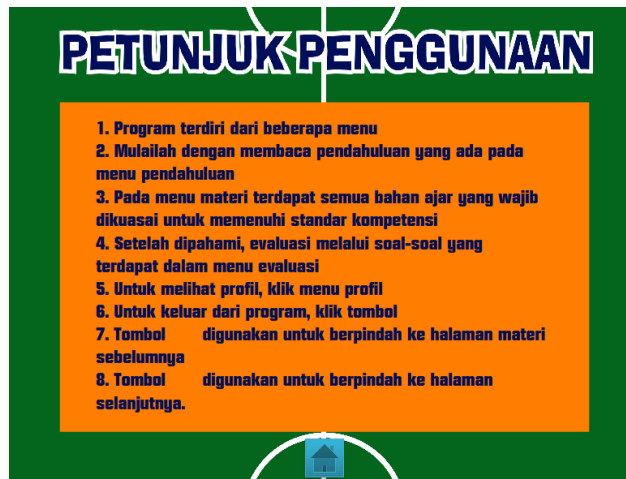 PETUNJUK PENGGUNAAN
1. Program terdiri dari beberapa menu
2. Mulailah dengan membaca pendahuluan yang ada pada
menu pendahuluan
3. Pada menu materi terdapat semua bahan ajar yang wajib
dikuasai untuk memenuhi standar kompetensi
4. Setelah dipahami, evaluasi melalui soal-soal yang
terdapat dalam menu evaluasi
5. Untuk melihat profil, klik menu profil
6. Untuk keluar dari program, klik tombol
7. Tombol digunakan untuk berpindah ke halaman materi
sebelumnya
8. Tombol digunakan untuk berpindah ke halaman
selanjutnya.